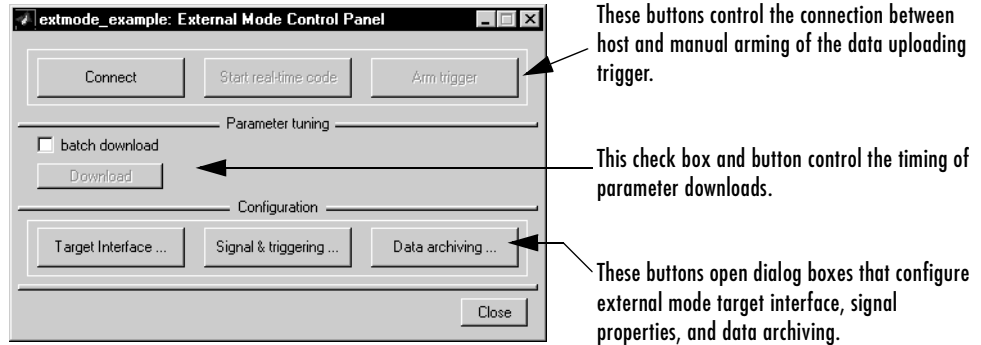 extmode_example: External Mode Control Panel
Connect
Start real-time code
Arm trigger
Parameter tuning
batch download
Download
Configuration
Target Interface ...
Signal & triggering ...
Data archiving ...
Close
These buttons control the connection between
host and manual arming of the data uploading
trigger.
This check box and button control the timing of
parameter downloads.
These buttons open dialog boxes that configure
external mode target interface, signal
properties, and data archiving.